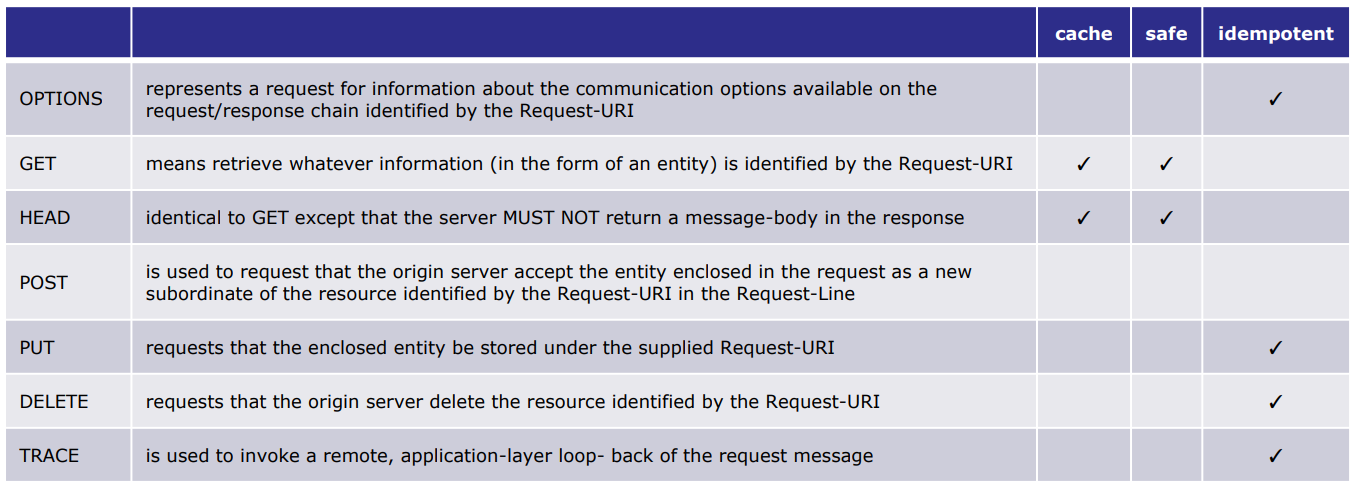 cache safe idempotent
OPTIONS represents a request for information about the communication options available on the
request/response chain identified by the Request-URI ✓
GET means retrieve whatever information (in the form of an entity) is identified by the Request-URI ✓ ✓
HEAD identical to GET except that the server MUST NOT return a message-body in the response ✓ ✓
POST is used to request that the origin server accept the entity enclosed in the request as a new
subordinate of the resource identified by the Request-URI in the Request-Line
PUT requests that the enclosed entity be stored under the supplied Request-URI ✓
DELETE requests that the origin server delete the resource identified by the Request-URI ✓
TRACE is used to invoke a remote, application-layer loop- back of the request message ✓